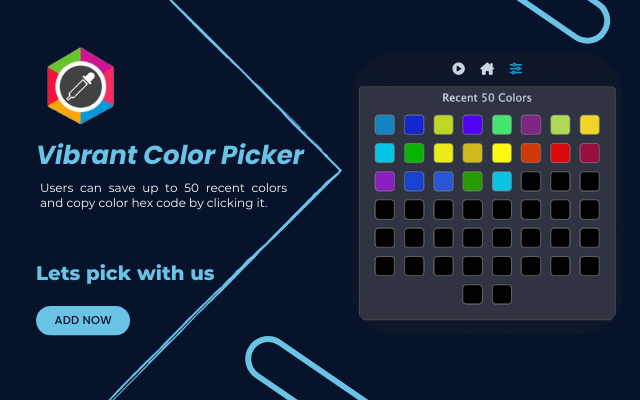 Recent 50 Colors
Vibrant Color Picker
Users can save up to 50 recent colors
and copy color hex code by clicking it.
Lets pick with us
ADD NOW